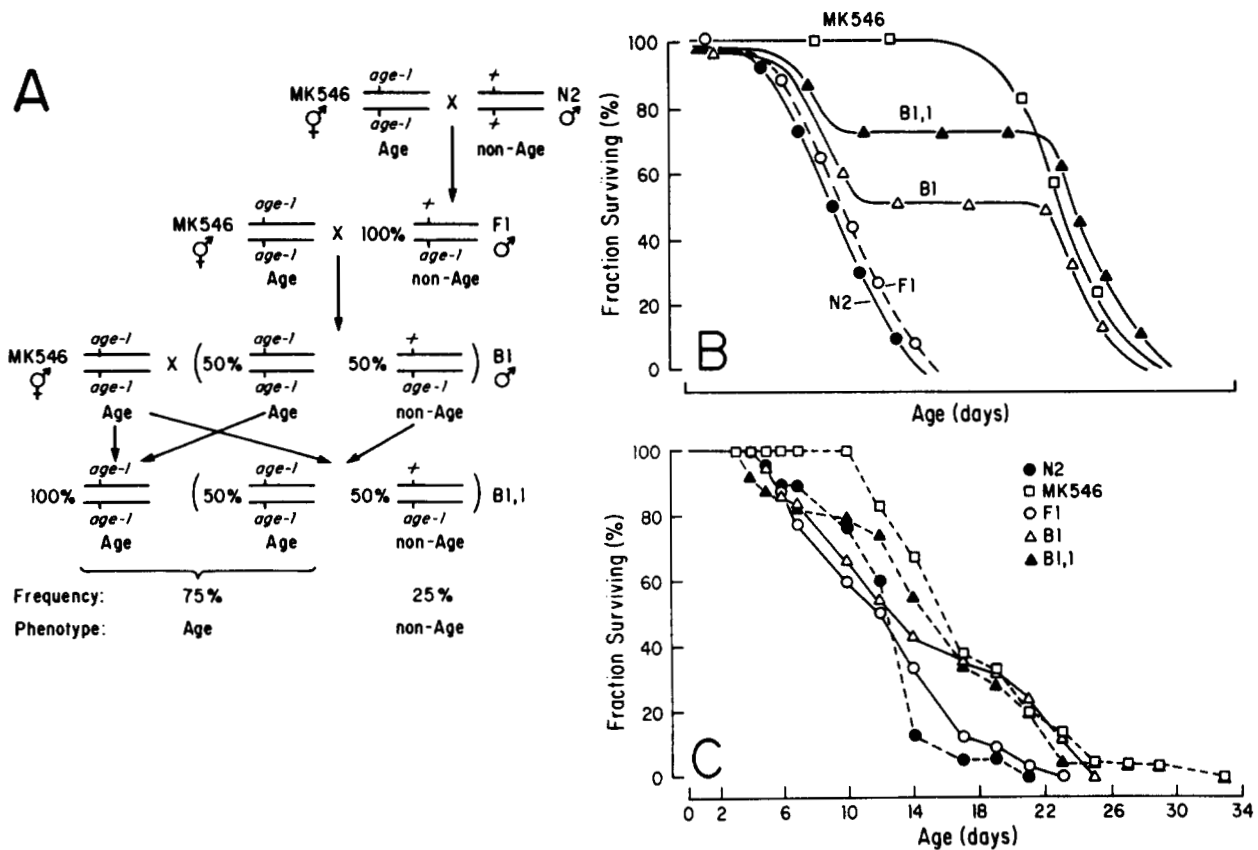 A
age-1 +
MK546 X N2
⚥ age-1 + ♂
Age non-Age
age-1 +
MK546 X 100% F1
⚥ age-1 age-1 ♂
Age non-Age
age-1 age-1 +
MK546 X ( 50% 50% ) B1
⚥ age-1 age-1 age-1 ♂
Age Age non-Age
age-1 age-1 +
100% ( 50% 50% ) B1,1
age-1 age-1 age-1
Age Age non-Age
Frequency: 75% 25%
Phenotype: Age non-Age
B
MK546
B1,1
B1
F1
N2
Fraction Surviving (%)
100
80
60
40
20
0
Age (days)
C
N2
MK546
F1
B1
B1,1
Fraction Surviving (%)
100
80
60
40
20
0
0 2 6 10 14 18 22 26 30 34
Age (days)